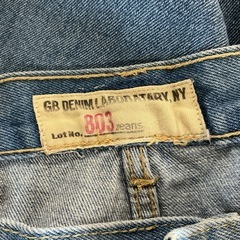 GB DENIM LABORATARY, NY
Lot No. 803 jeans